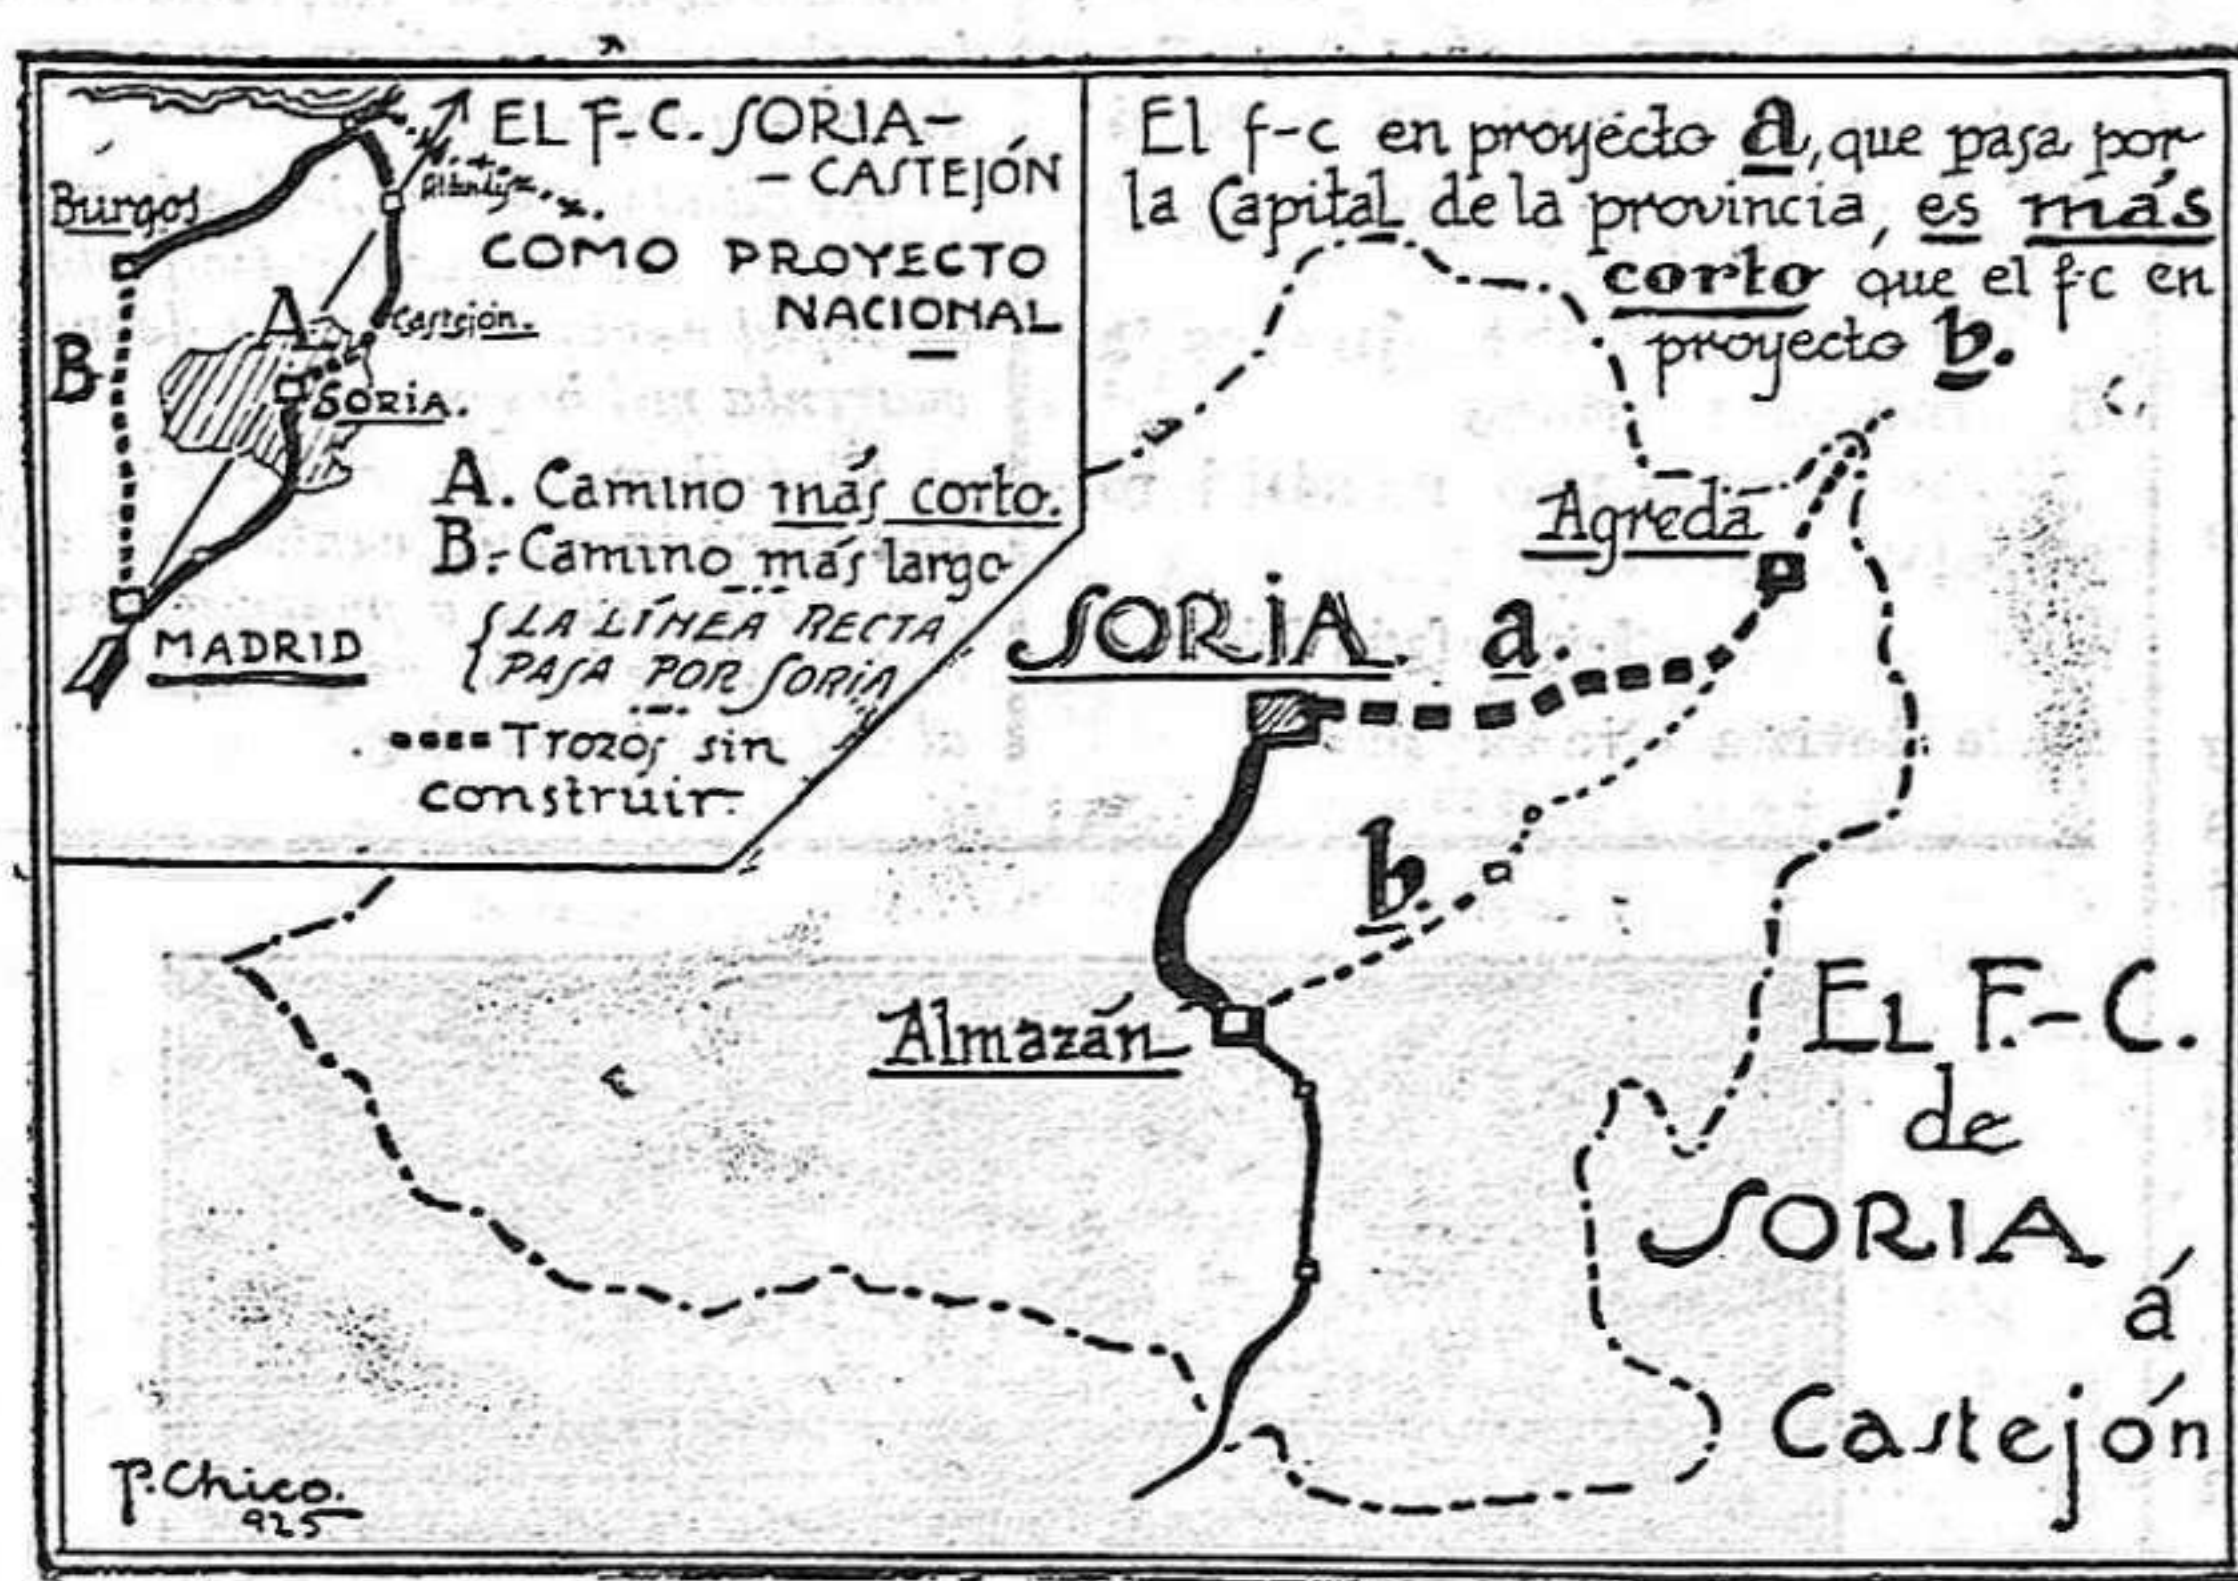 EL F-C. SORIA-
- CASTEJÓN
COMO PROYECTO
NACIONAL
Burgos
B
A
Castejón.
SORIA.
A. Camino más corto.
B.- Camino más largo
LA LÍNEA RECTA
PASA POR SORIA
MADRID
Trozos sin
construir.
El f-c en proyécto a, que pasa por
la Capital de la provincia, es más
corto que el f-c en
proyecto b.
Agreda
SORIA. a.
b
Almazán
EL F.-C.
de
SORIA
á
Castejón
P. Chico.
925